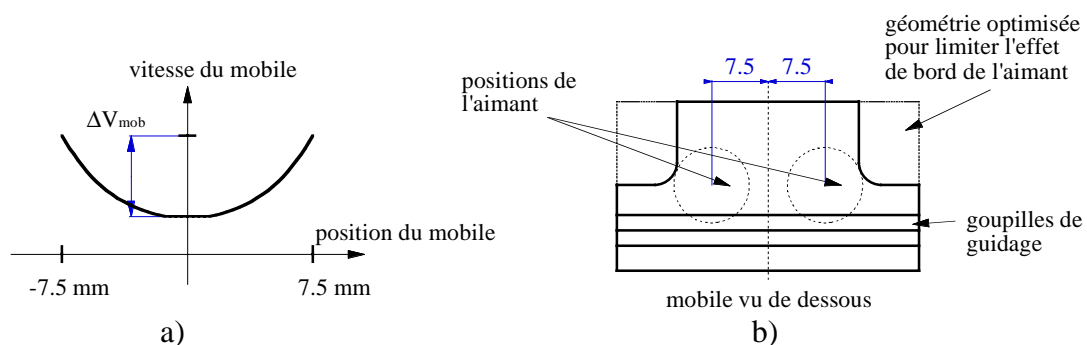 vitesse du mobile
ΔVmob
position du mobile
-7.5 mm
7.5 mm
a)
géométrie optimisée
pour limiter l'effet
de bord de l'aimant
7.5
7.5
positions de
l'aimant
goupilles de
guidage
mobile vu de dessous
b)